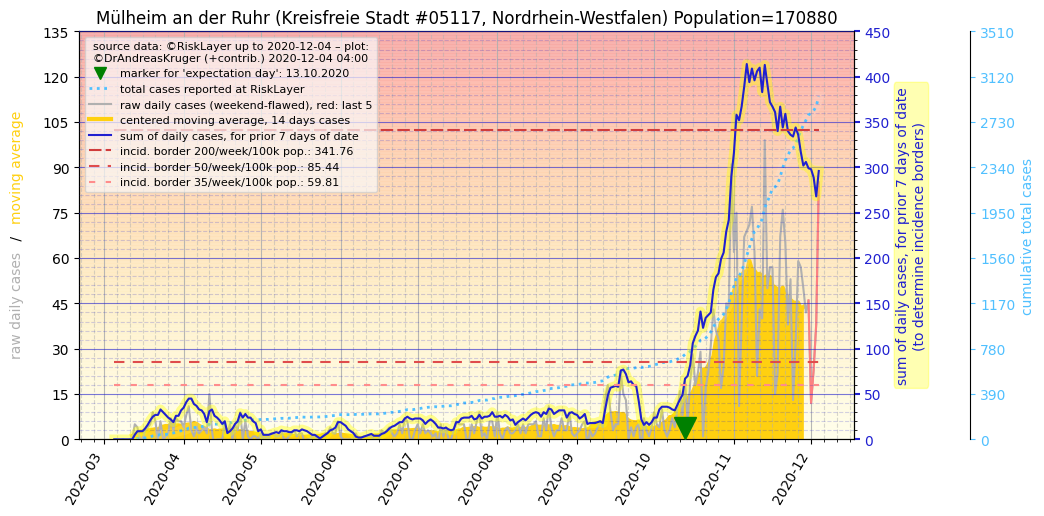 Mülheim an der Ruhr (Kreisfreie Stadt #05117, Nordrhein-Westfalen) Population=170880
source data: ©RiskLayer up to 2020-12-04 – plot:
©DrAndreasKruger (+contrib.) 2020-12-04 04:00
marker for 'expectation day': 13.10.2020
total cases reported at RiskLayer
raw daily cases (weekend-flawed), red: last 5
centered moving average, 14 days cases
sum of daily cases, for prior 7 days of date
incid. border 200/week/100k pop.: 341.76
incid. border 50/week/100k pop.: 85.44
incid. border 35/week/100k pop.: 59.81
raw daily cases / moving average
135
120
105
90
75
60
45
30
15
0
2020-03
2020-04
2020-05
2020-06
2020-07
2020-08
2020-09
2020-10
2020-11
2020-12
450
400
350
300
250
200
150
100
50
0
sum of daily cases, for prior 7 days of date
(to determine incidence borders)
3510
3120
2730
2340
1950
1560
1170
780
390
0
cumulative total cases